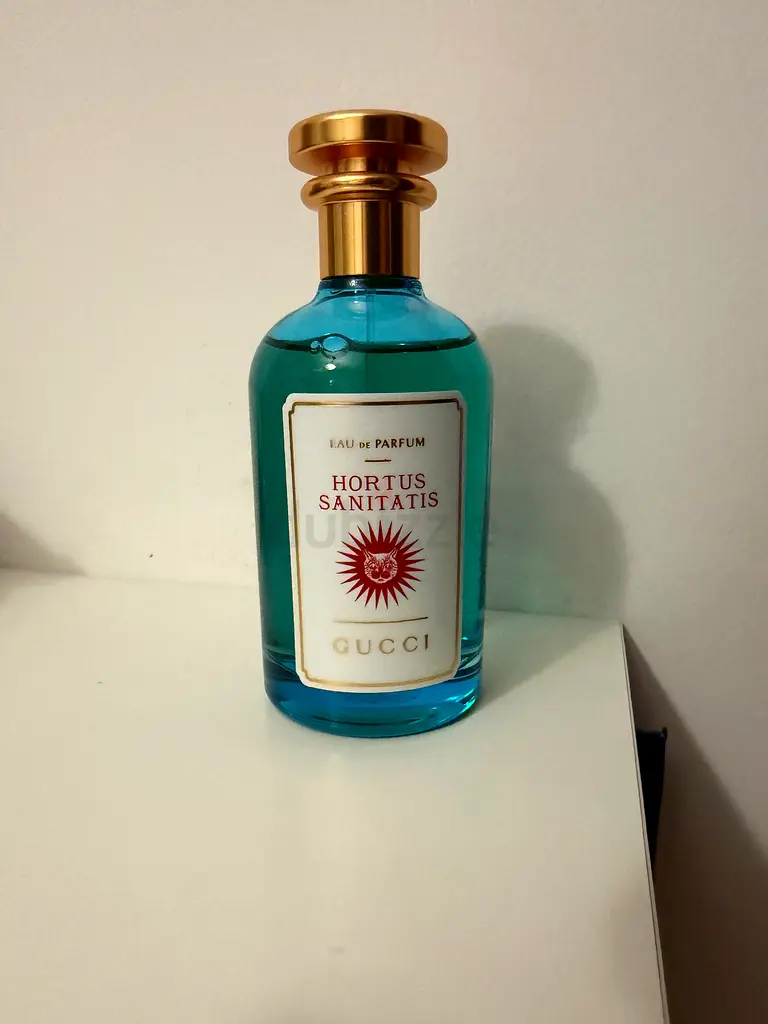 EAU DE PARFUM
HORTUS
SANITATIS
GUCCI